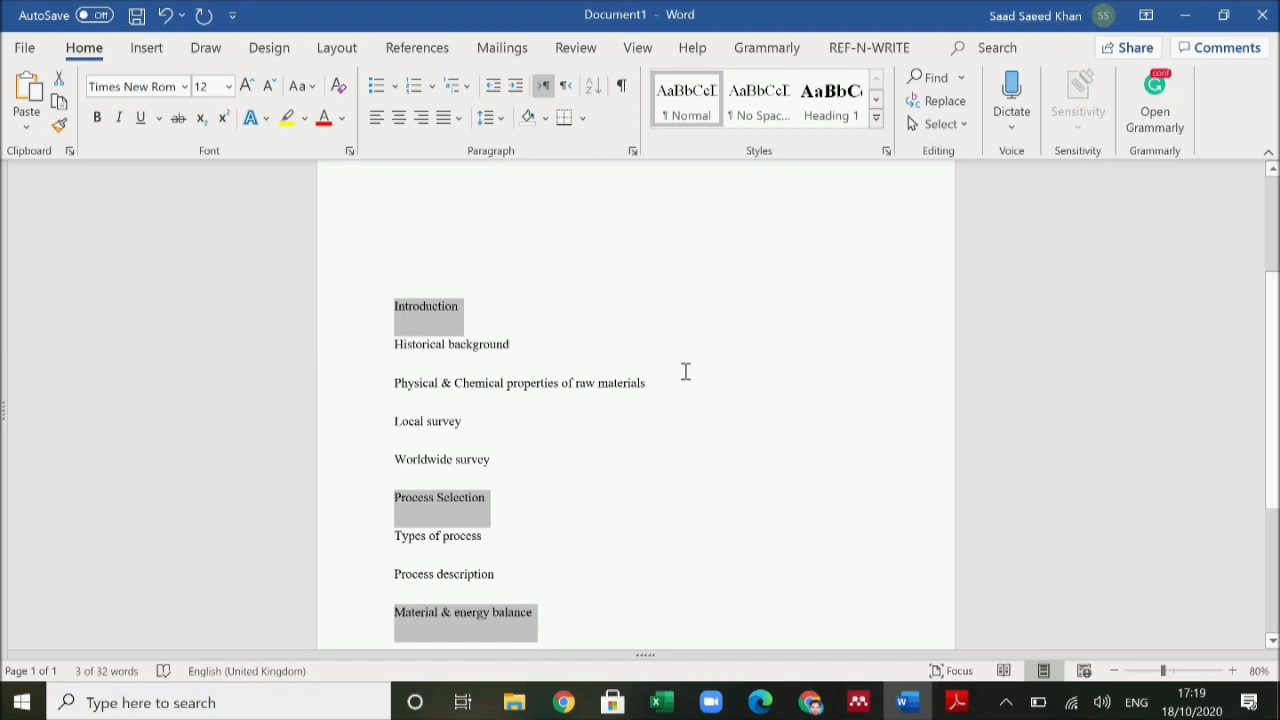 AutoSave Off Document1 - Word Saad Saeed Khan SS
File Home Insert Draw Design Layout References Mailings Review View Help Grammarly REF-N-WRITE Search Share Comments
Times New Rom 12 Aa AaBbCcI AaBbCcI AaBbC Find
Paste Replace Dictate Sensitivity Open Grammarly
B I U ab x2 x2 A A ¶ Normal ¶ No Spac... Heading 1 Select
Clipboard Font Paragraph Styles Editing Voice Sensitivity Grammarly
Introduction
Historical background
Physical & Chemical properties of raw materials
Local survey
Worldwide survey
Process Selection
Types of process
Process description
Material & energy balance
Page 1 of 1 3 of 32 words English (United Kingdom) Focus 80%
Type here to search ENG 17:19
18/10/2020